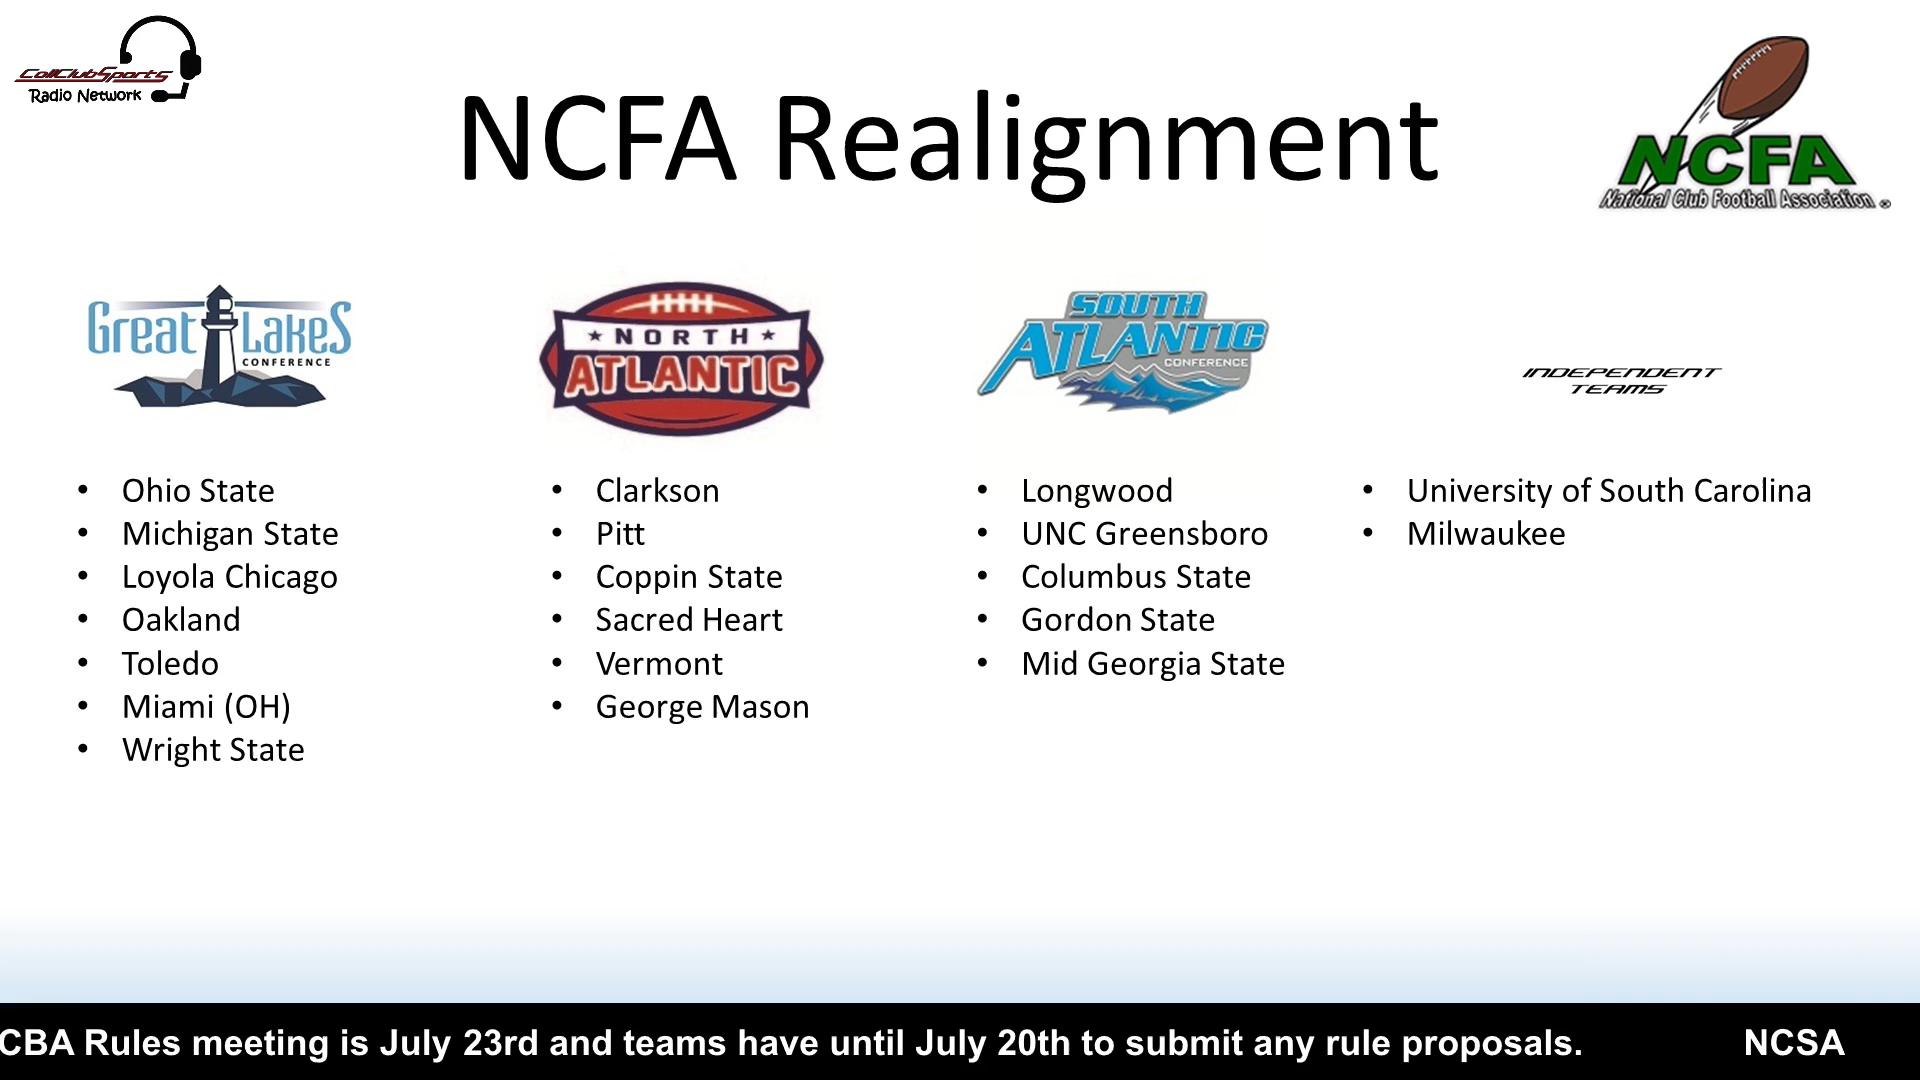 CollClubSports
Radio Network
NCFA Realignment
NCFA
National Club Football Association
Great Lakes
CONFERENCE
NORTH
ATLANTIC
SOUTH
ATLANTIC
CONFERENCE
INDEPENDENT
TEAMS
• Ohio State
• Michigan State
• Loyola Chicago
• Oakland
• Toledo
• Miami (OH)
• Wright State
• Clarkson
• Pitt
• Coppin State
• Sacred Heart
• Vermont
• George Mason
• Longwood
• UNC Greensboro
• Columbus State
• Gordon State
• Mid Georgia State
• University of South Carolina
• Milwaukee
CBA Rules meeting is July 23rd and teams have until July 20th to submit any rule proposals. NCSA